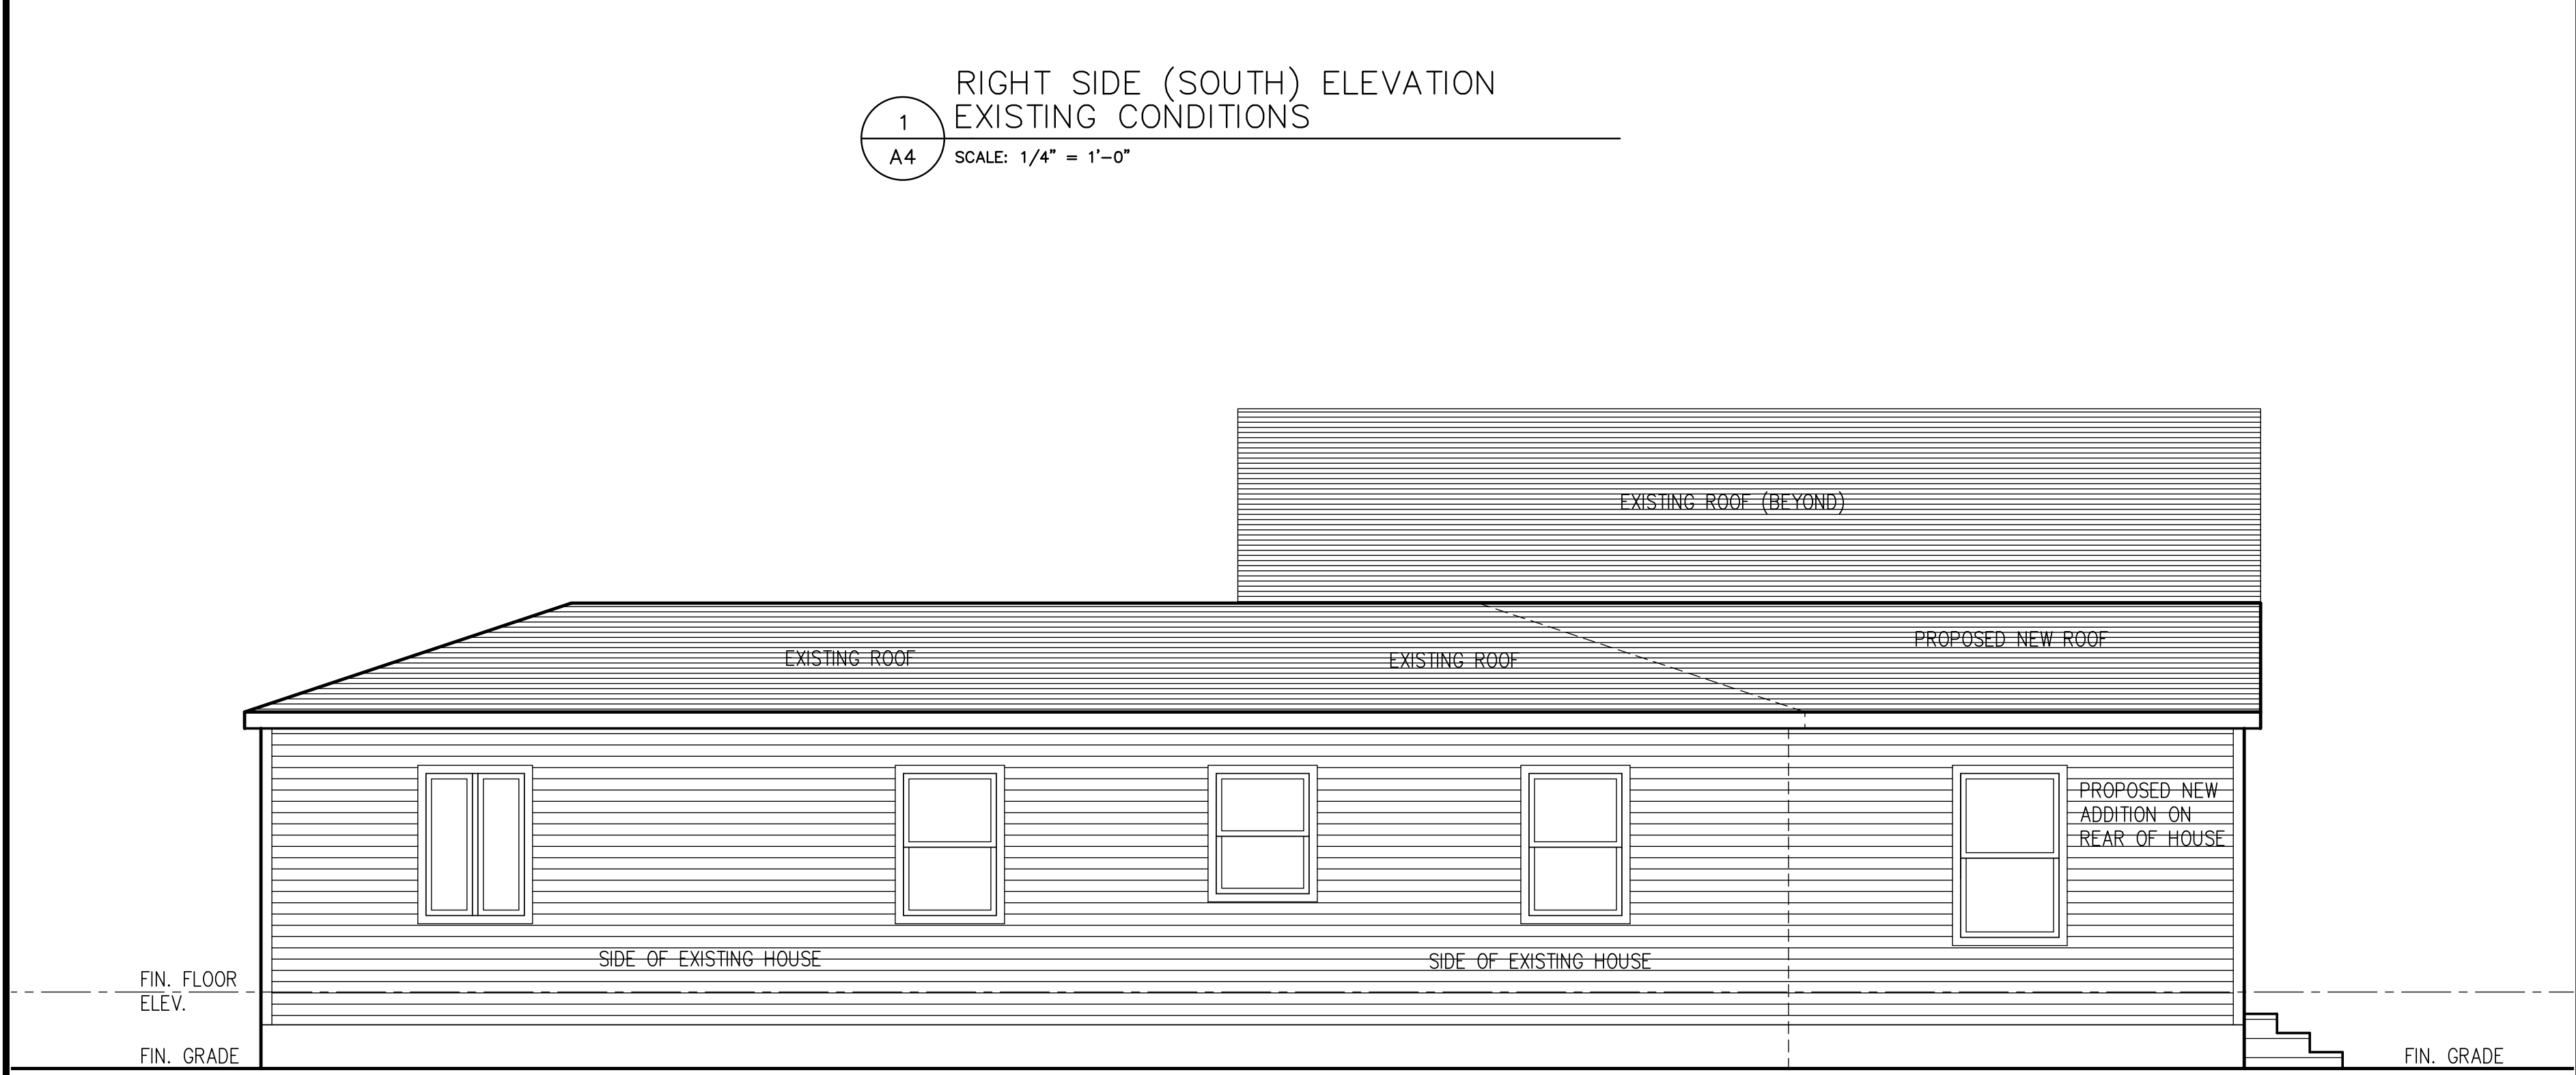 RIGHT SIDE (SOUTH) ELEVATION
EXISTING CONDITIONS
1
A4
SCALE: 1/4" = 1'-0"
EXISTING ROOF (BEYOND)
PROPOSED NEW ROOF
EXISTING ROOF
EXISTING ROOF
PROPOSED NEW
ADDITION ON
REAR OF HOUSE
SIDE OF EXISTING HOUSE
SIDE OF EXISTING HOUSE
FIN. FLOOR
ELEV.
FIN. GRADE
FIN. GRADE